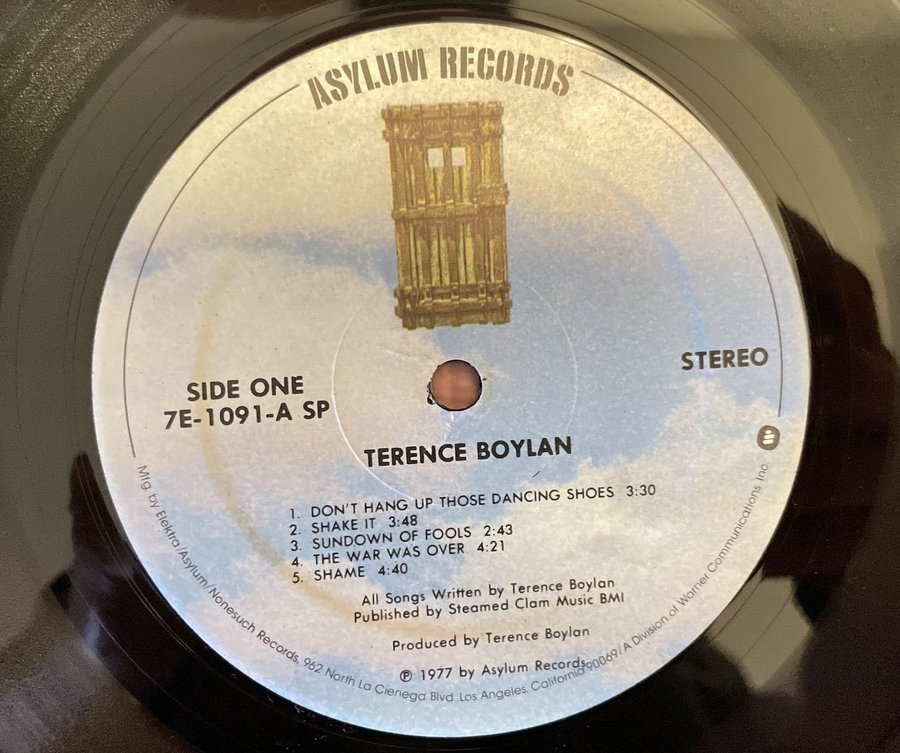 ASYLUM RECORDS
STEREO
SIDE ONE
7E-1091-A SP
TERENCE BOYLAN
1. DON'T HANG UP THOSE DANCING SHOES 3:30
2. SHAKE IT 3:48
3. SUNDOWN OF FOOLS 2:43
4. THE WAR WAS OVER 4:21
5. SHAME 4:40
All Songs Written by Terence Boylan
Published by Steamed Clam Music BMI
Produced by Terence Boylan
℗ 1977 by Asylum Records
Mfg. by Elektra/Asylum/Nonesuch Records, 962 North La Cienega Blvd., Los Angeles, California 90069/A Division of Warner Communications Inc.